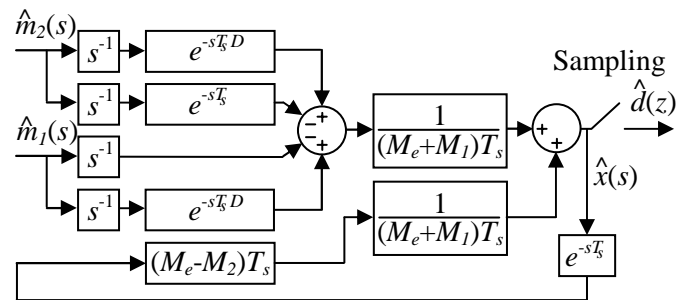 m̂₂(s)
s⁻¹
e^(-sTₛD)
s⁻¹
e^(-sTₛ)
m̂₁(s)
s⁻¹
s⁻¹
e^(-sTₛD)
+
−
−
+
1
(Mₑ+M₁)Tₛ
+
+
Sampling
d̂(z)
x̂(s)
1
(Mₑ+M₁)Tₛ
(Mₑ-M₂)Tₛ
e^(-sTₛ)